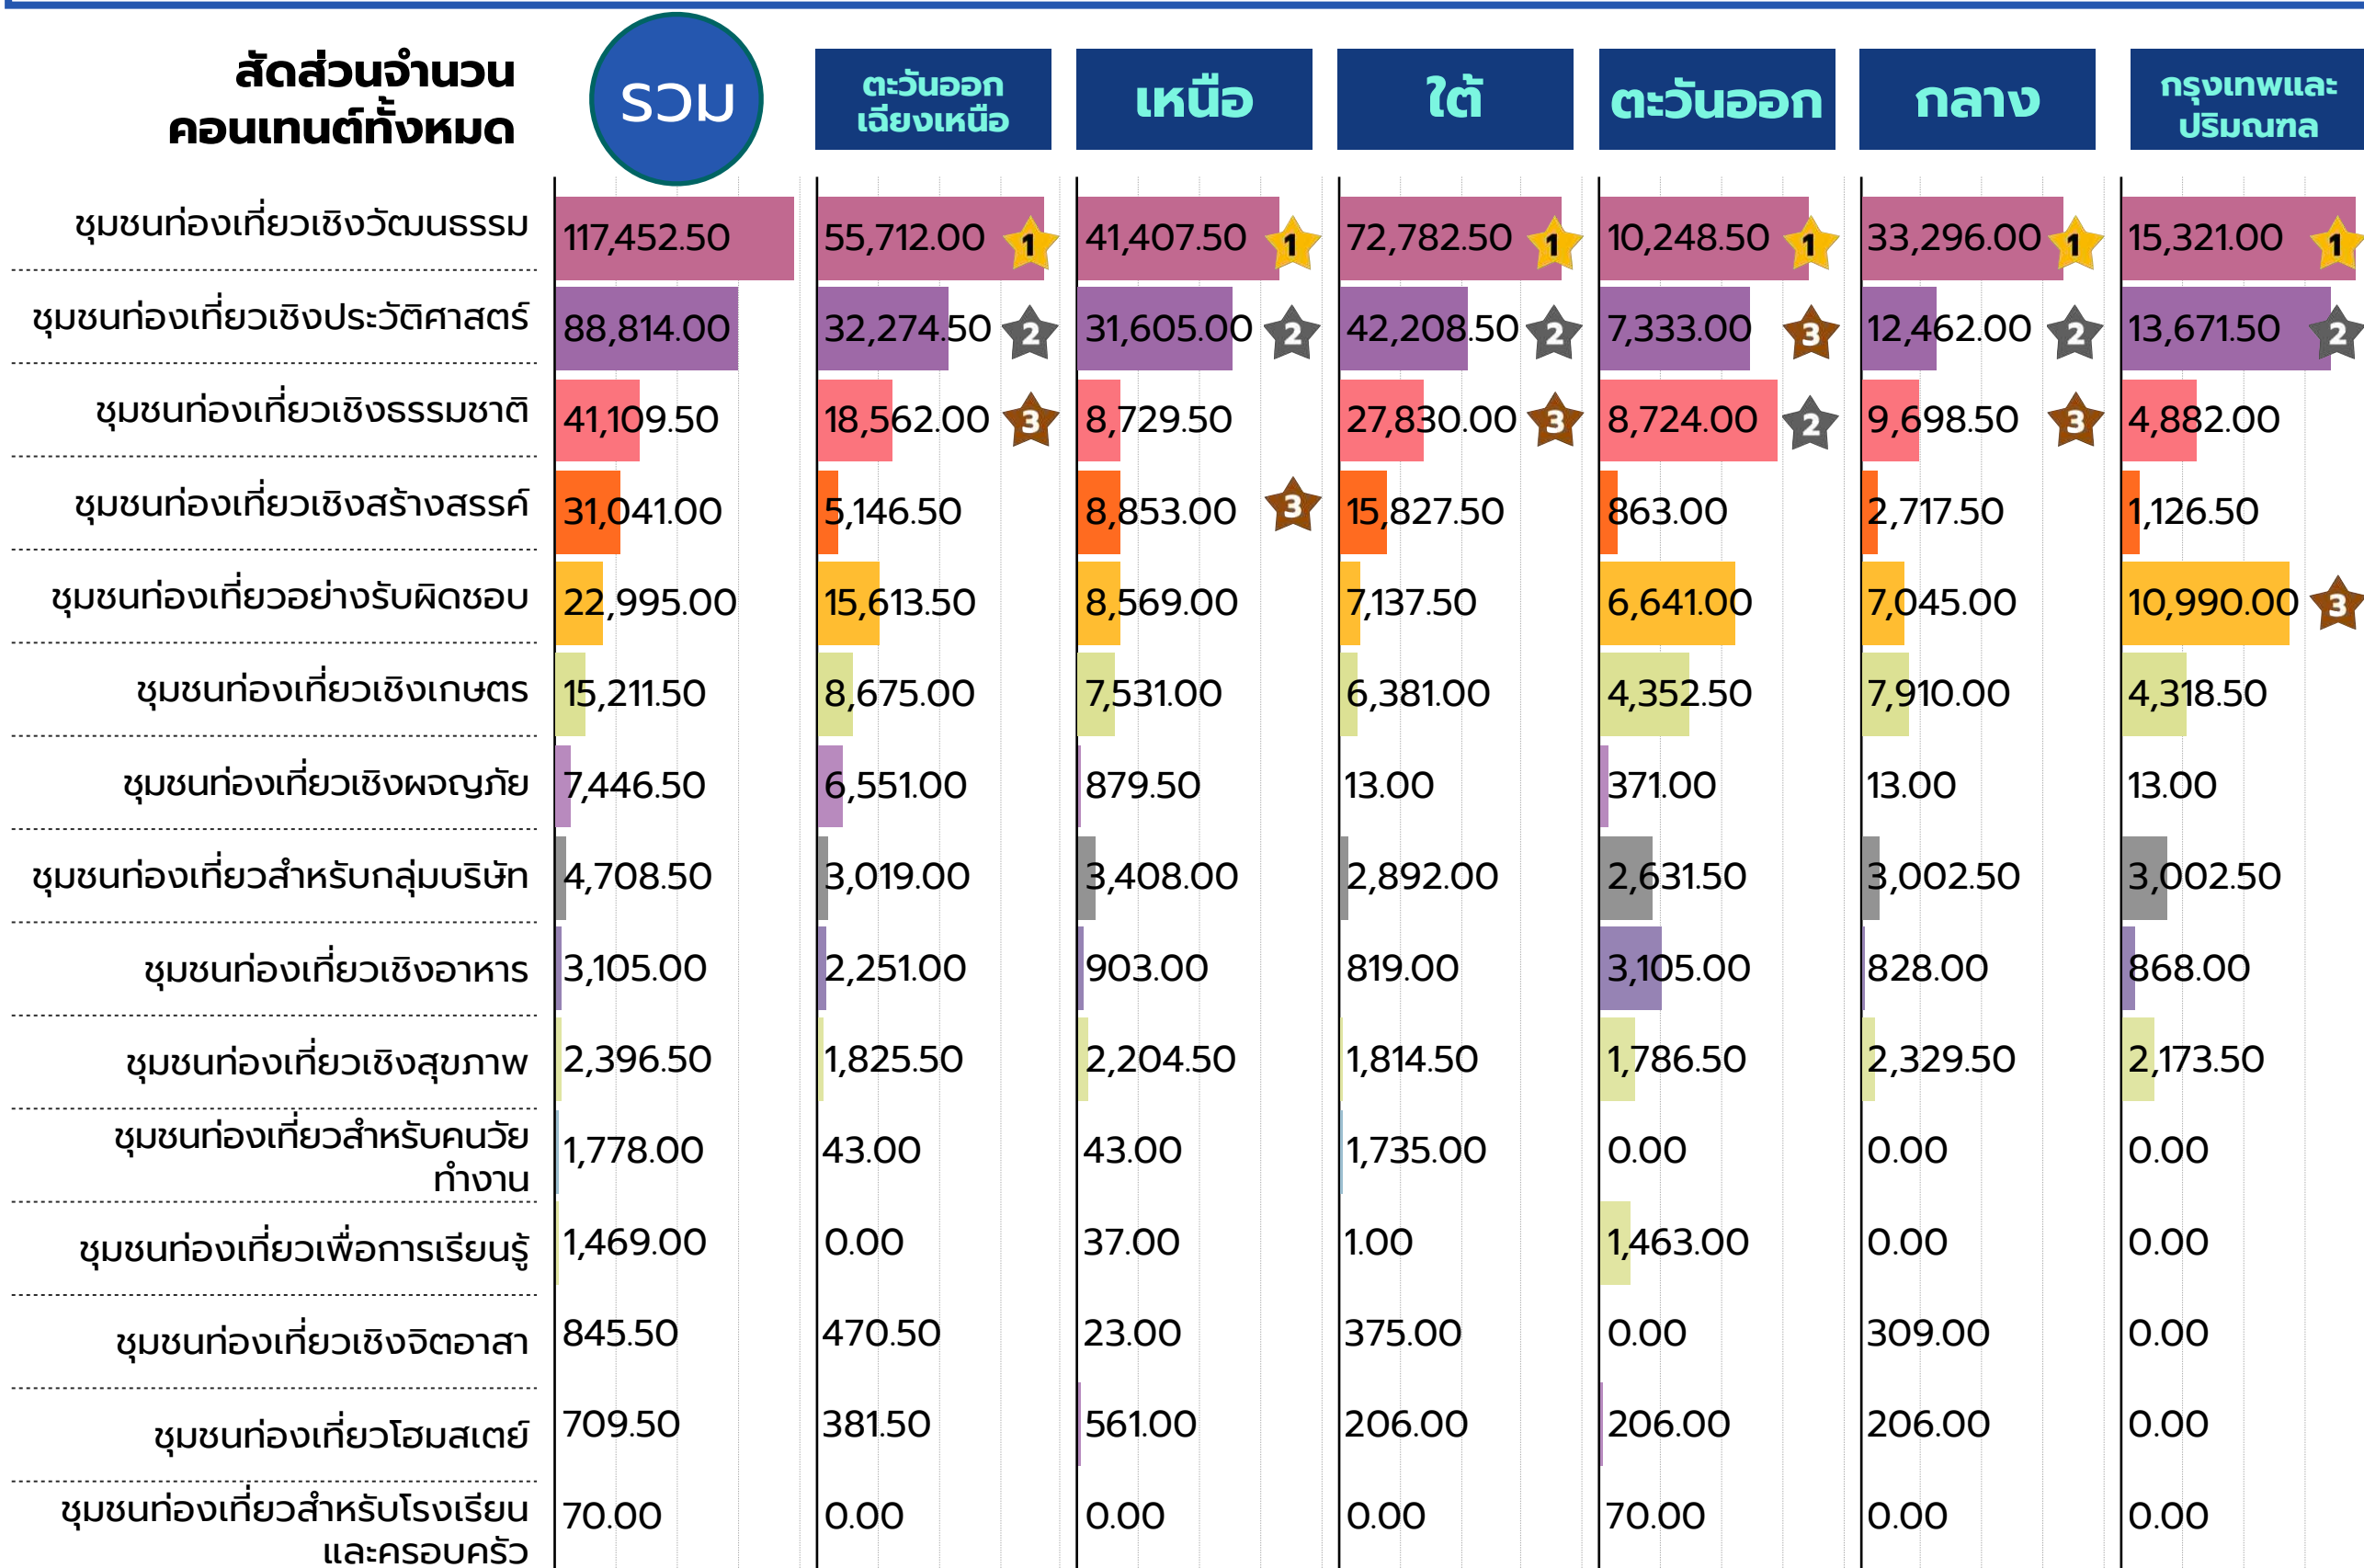 สัดส่วนจำนวน
คอนเทนต์ทั้งหมด
รวม
ตะวันออก
เฉียงเหนือ
เหนือ
ใต้
ตะวันออก
กลาง
กรุงเทพและ
ปริมณฑล
ชุมชนท่องเที่ยวเชิงวัฒนธรรม 117,452.50 55,712.00 1 41,407.50 1 72,782.50 1 10,248.50 1 33,296.00 1 15,321.00 1
ชุมชนท่องเที่ยวเชิงประวัติศาสตร์ 88,814.00 32,274.50 2 31,605.00 2 42,208.50 2 7,333.00 3 12,462.00 2 13,671.50 2
ชุมชนท่องเที่ยวเชิงธรรมชาติ 41,109.50 18,562.00 3 8,729.50 27,830.00 3 8,724.00 2 9,698.50 3 4,882.00
ชุมชนท่องเที่ยวเชิงสร้างสรรค์ 31,041.00 5,146.50 8,853.00 3 15,827.50 863.00 2,717.50 1,126.50
ชุมชนท่องเที่ยวอย่างรับผิดชอบ 22,995.00 15,613.50 8,569.00 7,137.50 6,641.00 7,045.00 10,990.00 3
ชุมชนท่องเที่ยวเชิงเกษตร 15,211.50 8,675.00 7,531.00 6,381.00 4,352.50 7,910.00 4,318.50
ชุมชนท่องเที่ยวเชิงผจญภัย 7,446.50 6,551.00 879.50 13.00 371.00 13.00 13.00
ชุมชนท่องเที่ยวสำหรับกลุ่มบริษัท 4,708.50 3,019.00 3,408.00 2,892.00 2,631.50 3,002.50 3,002.50
ชุมชนท่องเที่ยวเชิงอาหาร 3,105.00 2,251.00 903.00 819.00 3,105.00 828.00 868.00
ชุมชนท่องเที่ยวเชิงสุขภาพ 2,396.50 1,825.50 2,204.50 1,814.50 1,786.50 2,329.50 2,173.50
ชุมชนท่องเที่ยวสำหรับคนวัย
ทำงาน 1,778.00 43.00 43.00 1,735.00 0.00 0.00 0.00
ชุมชนท่องเที่ยวเพื่อการเรียนรู้ 1,469.00 0.00 37.00 1.00 1,463.00 0.00 0.00
ชุมชนท่องเที่ยวเชิงจิตอาสา 845.50 470.50 23.00 375.00 0.00 309.00 0.00
ชุมชนท่องเที่ยวโฮมสเตย์ 709.50 381.50 561.00 206.00 206.00 206.00 0.00
ชุมชนท่องเที่ยวสำหรับโรงเรียน
และครอบครัว 70.00 0.00 0.00 0.00 70.00 0.00 0.00